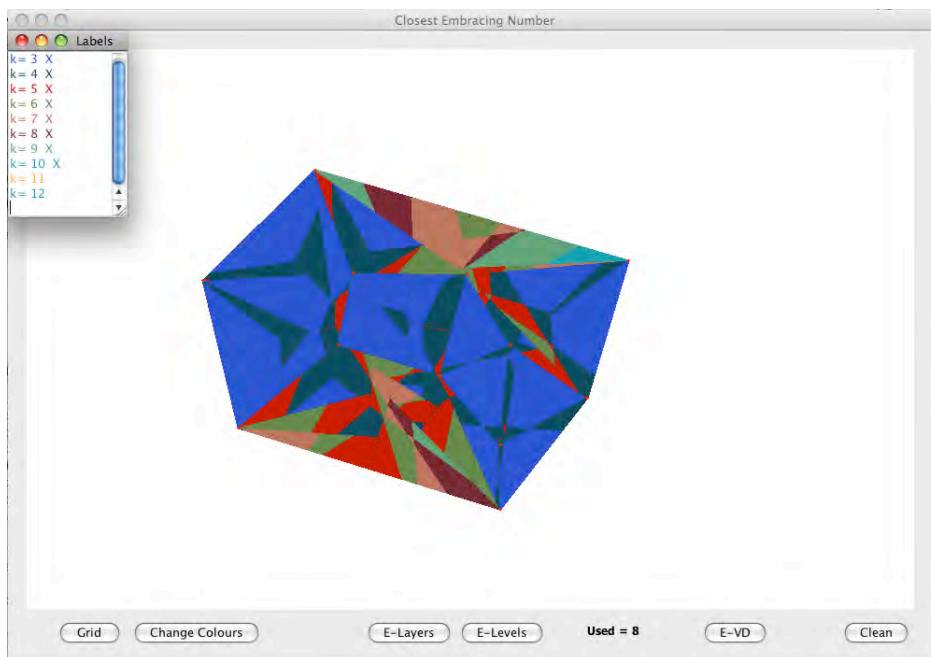 Closest Embracing Number
Labels
k= 3 X
k= 4 X
k= 5 X
k= 6 X
k= 7 X
k= 8 X
k= 9 X
k= 10 X
k= 11
k= 12
Grid
Change Colours
E-Layers
E-Levels
Used = 8
E-VD
Clean